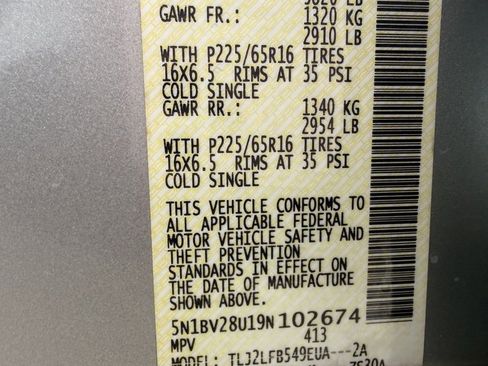 GAWR FR.: 1320 KG
2910 LB
WITH P225/65R16 TIRES
16X6.5 RIMS AT 35 PSI
COLD SINGLE
GAWR RR.: 1340 KG
2954 LB
WITH P225/65R16 TIRES
16X6.5 RIMS AT 35 PSI
COLD SINGLE
THIS VEHICLE CONFORMS TO
ALL APPLICABLE FEDERAL
MOTOR VEHICLE SAFETY AND
THEFT PREVENTION
STANDARDS IN EFFECT ON
THE DATE OF MANUFACTURE
SHOWN ABOVE.
5N1BV28U19N102674
MPV 413
MODEL: TL32LFB549EUA---2A